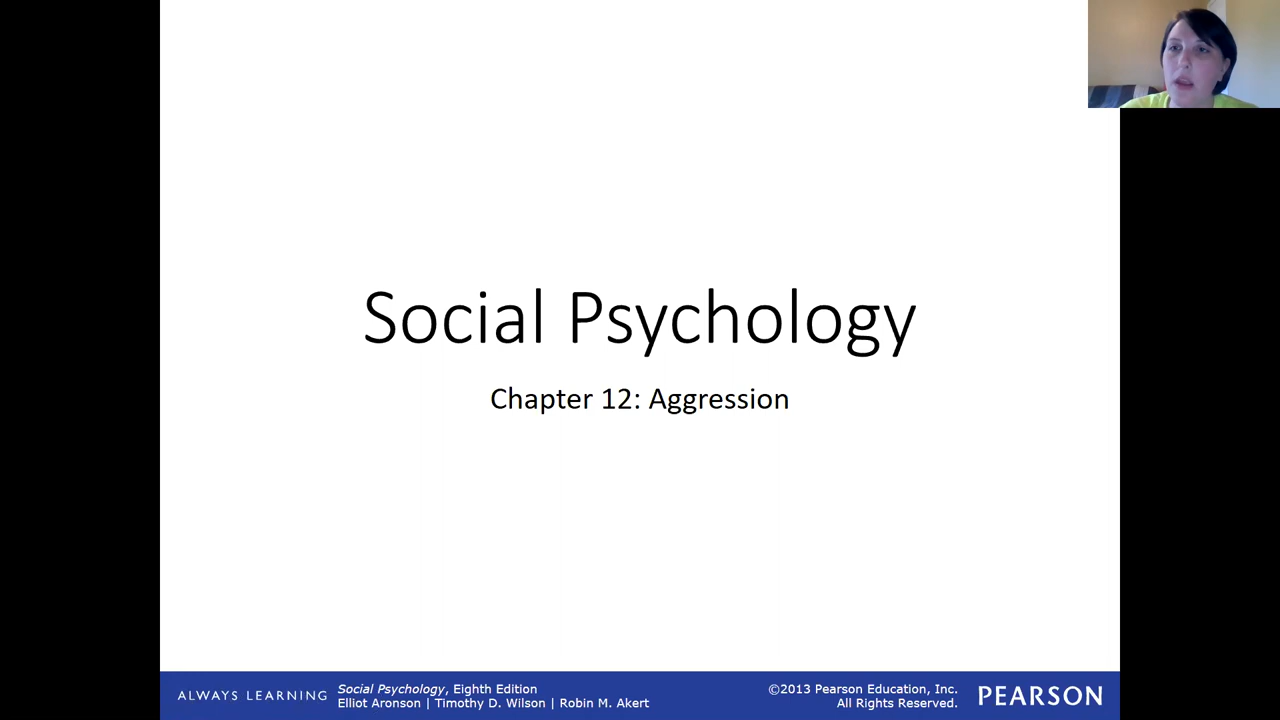 Social Psychology
Chapter 12: Aggression
ALWAYS LEARNING
Social Psychology, Eighth Edition
Elliot Aronson | Timothy D. Wilson | Robin M. Akert
©2013 Pearson Education, Inc.
All Rights Reserved.
PEARSON